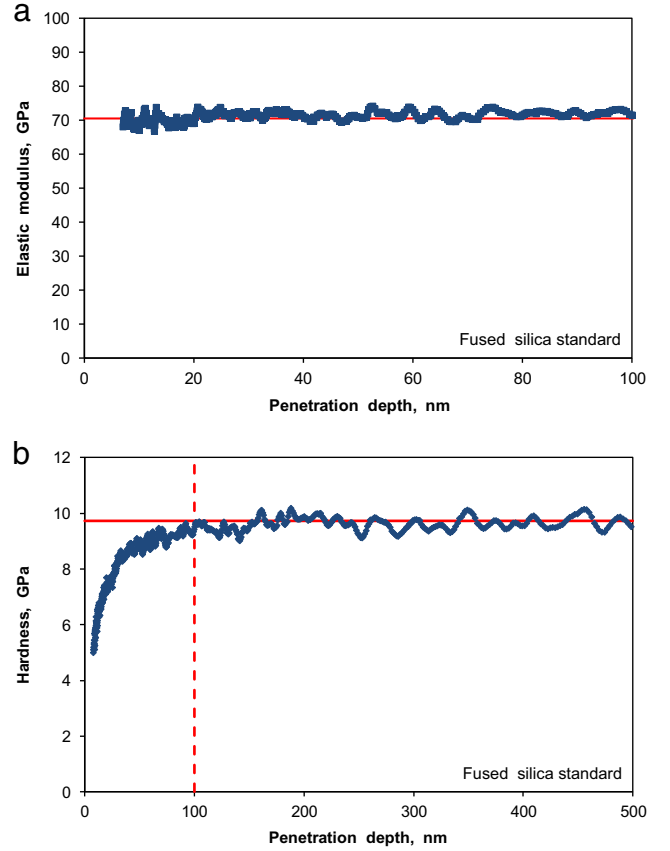 a
100
90
80
70
60
50
40
30
20
10
0
Elastic modulus, GPa
Fused silica standard
0 20 40 60 80 100
Penetration depth, nm
b
12
10
8
6
4
2
0
Hardness, GPa
Fused silica standard
0 100 200 300 400 500
Penetration depth, nm